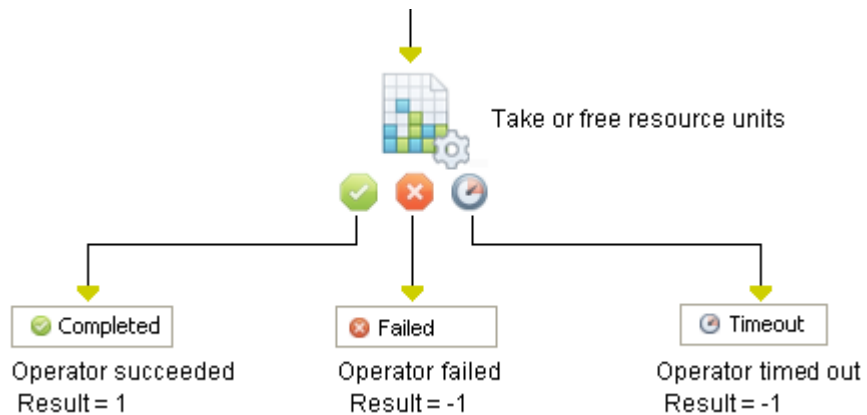 Take or free resource units
Completed
Failed
Timeout
Operator succeeded
Operator failed
Operator timed out
Result = 1
Result = -1
Result = -1